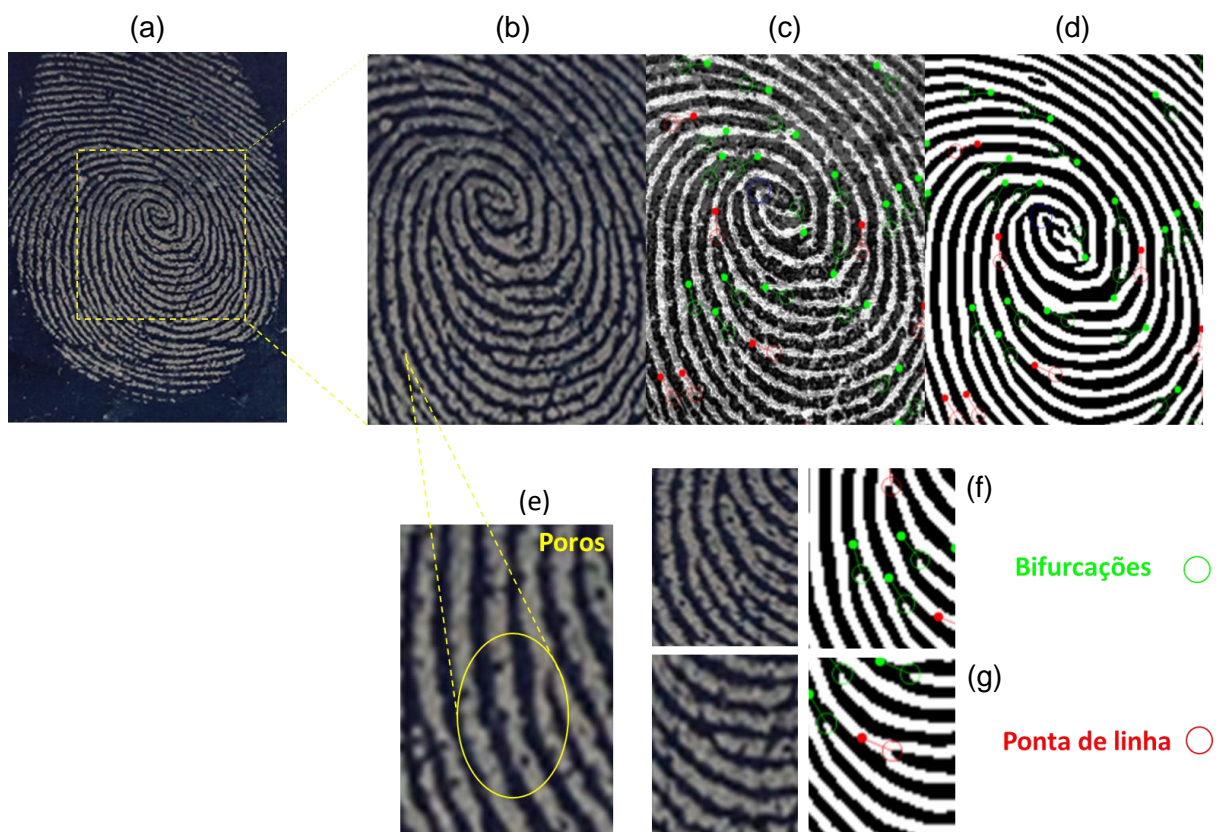 (a)
(b)
(c)
(d)
(e)
Poros
(f)
Bifurcações
(g)
Ponta de linha